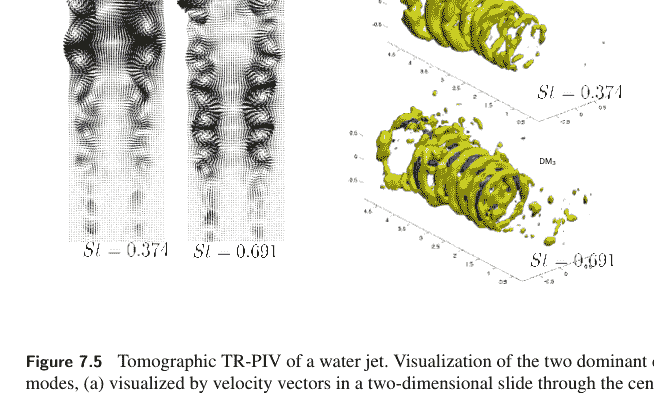 St = 0.374
DM₃
St = 0.374 St = 0.691
St = 0.691
Figure 7.5 Tomographic TR-PIV of a water jet. Visualization of the two dominant
modes, (a) visualized by velocity vectors in a two-dimensional slide through the cen